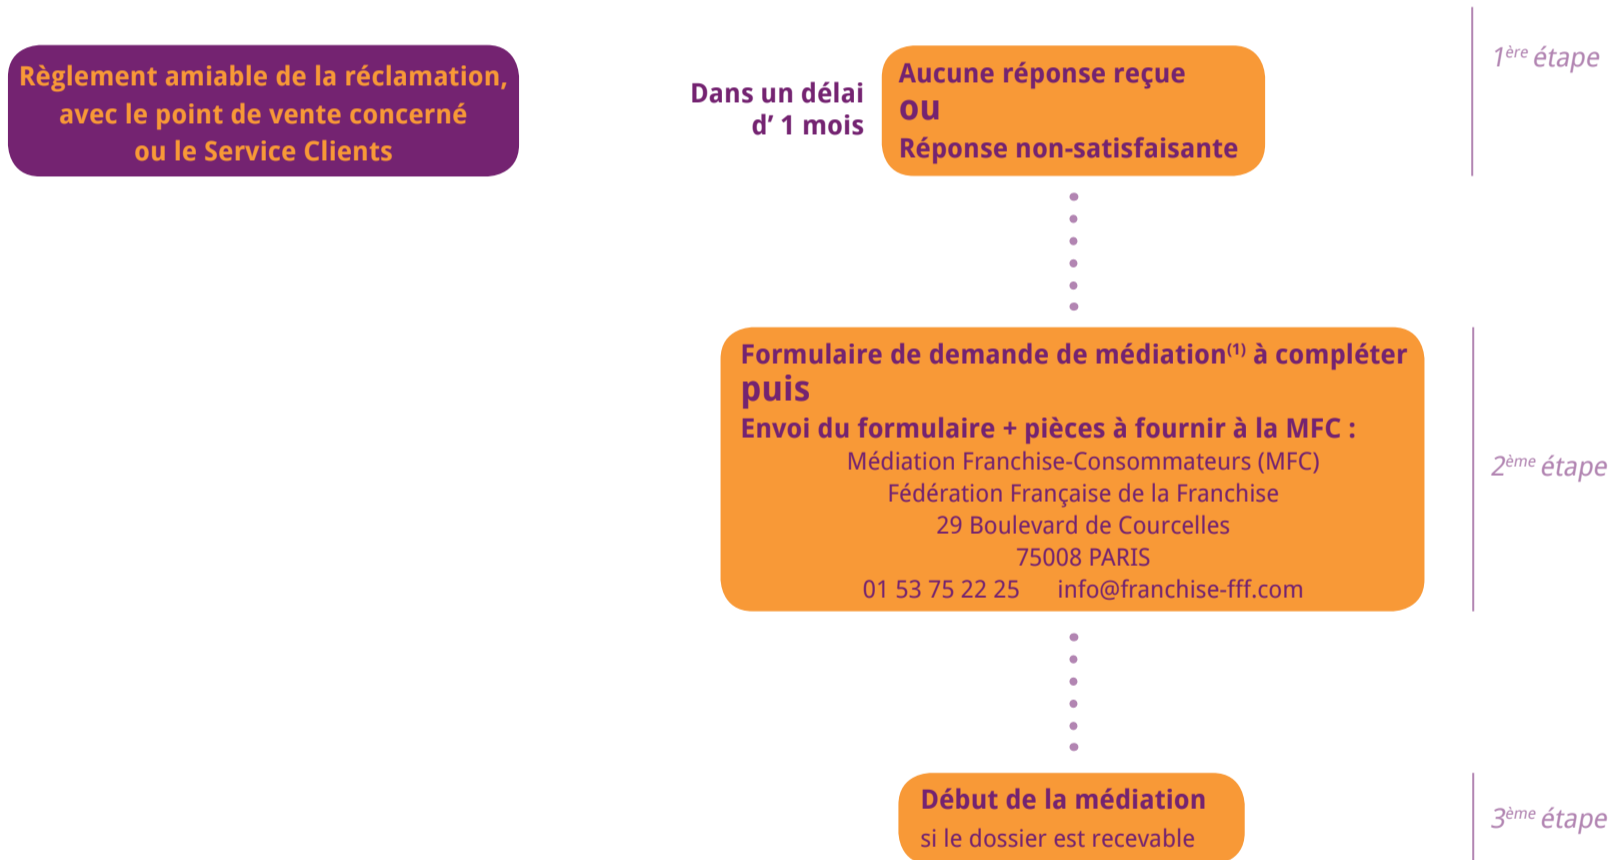 Règlement amiable de la réclamation,
avec le point de vente concerné
ou le Service Clients
Dans un délai
d’ 1 mois
Aucune réponse reçue
ou
Réponse non-satisfaisante
1ère étape
Formulaire de demande de médiation(1) à compléter
puis
Envoi du formulaire + pièces à fournir à la MFC :
Médiation Franchise-Consommateurs (MFC)
Fédération Française de la Franchise
29 Boulevard de Courcelles
75008 PARIS
01 53 75 22 25 info@franchise-fff.com
2ème étape
Début de la médiation
si le dossier est recevable
3ème étape